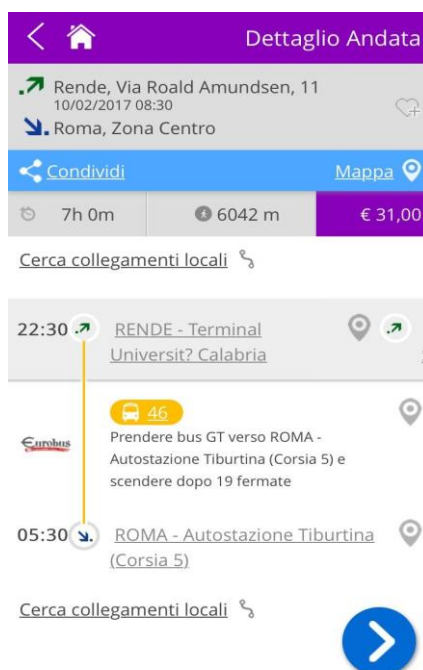 Dettaglio Andata
Rende, Via Roald Amundsen, 11
10/02/2017 08:30
Roma, Zona Centro
Condividi
Mappa
7h 0m
6042 m
€ 31,00
Cerca collegamenti locali
22:30
RENDE - Terminal
Universit? Calabria
46
Eurobus
Prendere bus GT verso ROMA -
Autostazione Tiburtina (Corsia 5) e
scendere dopo 19 fermate
05:30
ROMA - Autostazione Tiburtina
(Corsia 5)
Cerca collegamenti locali